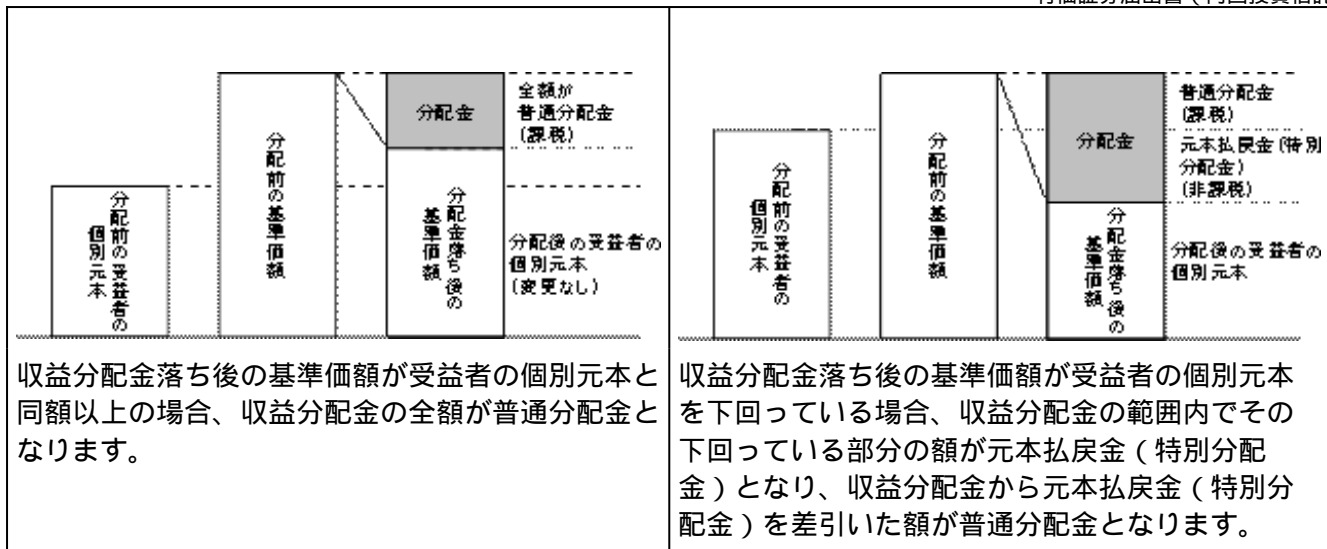 分配前の受益者の
個別元本
分配前の基準価額
分配金
分配金落ち後の
基準価額
全額が
普通分配金
(課税)
分配後の受益者の
個別元本
(変更なし)
収益分配金落ち後の基準価額が受益者の個別元本と
同額以上の場合、収益分配金の全額が普通分配金と
なります。
分配前の受益者の
個別元本
分配前の基準価額
分配金
分配金落ち後の
基準価額
普通分配金
(課税)
元本払戻金(特別
分配金)
(非課税)
分配後の受益者の
個別元本
収益分配金落ち後の基準価額が受益者の個別元本
を下回っている場合、収益分配金の範囲内でその
下回っている部分の額が元本払戻金(特別分配
金)となり、収益分配金から元本払戻金(特別分
配金)を差引いた額が普通分配金となります。